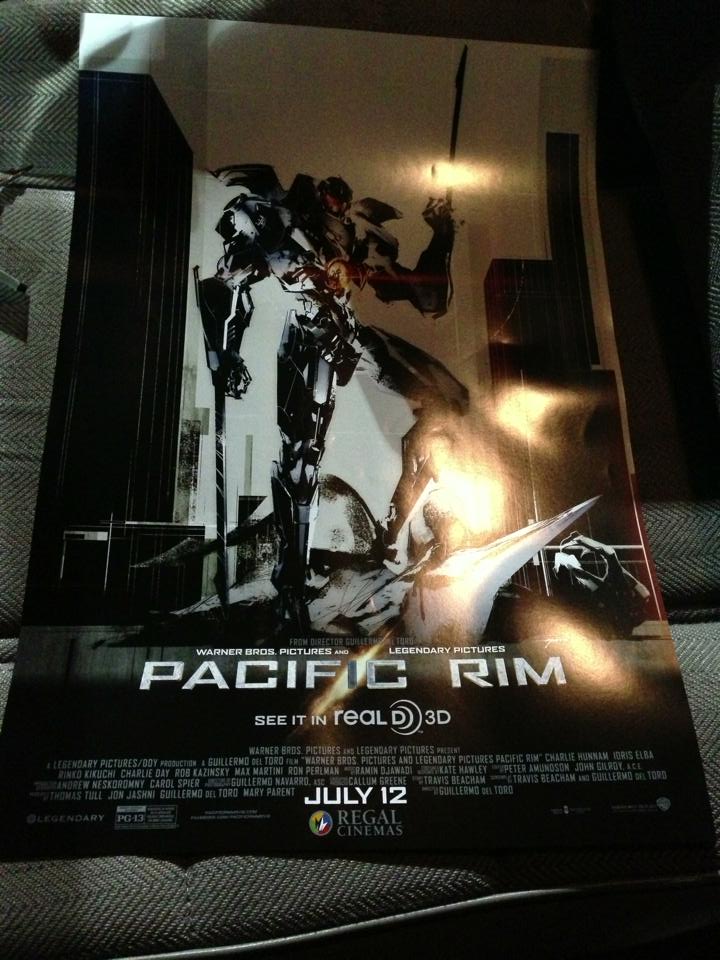 FROM DIRECTOR GUILLERMO DEL TORO
WARNER BROS. PICTURES AND LEGENDARY PICTURES
PACIFIC RIM
SEE IT IN REAL D 3D
WARNER BROS. PICTURES AND LEGENDARY PICTURES PRESENT
A LEGENDARY PICTURES/DDY PRODUCTION A GUILLERMO DEL TORO FILM "WARNER BROS. PICTURES AND LEGENDARY PICTURES PACIFIC RIM" CHARLIE HUNNAM IDRIS ELBA
RINKO KIKUCHI CHARLIE DAY ROB KAZINSKY MAX MARTINI RON PERLMAN RAMIN DJAWADI KATE HAWLEY PETER AMUNDSON JOHN GILROY, A.C.E.
ANDREW NESKOROMNY CAROL SPIER GUILLERMO NAVARRO, ASC CALLUM GREENE TRAVIS BEACHAM TRAVIS BEACHAM AND GUILLERMO DEL TORO
THOMAS TULL JON JASHNI GUILLERMO DEL TORO MARY PARENT GUILLERMO DEL TORO
JULY 12
LEGENDARY
PG-13
REGAL
CINEMAS